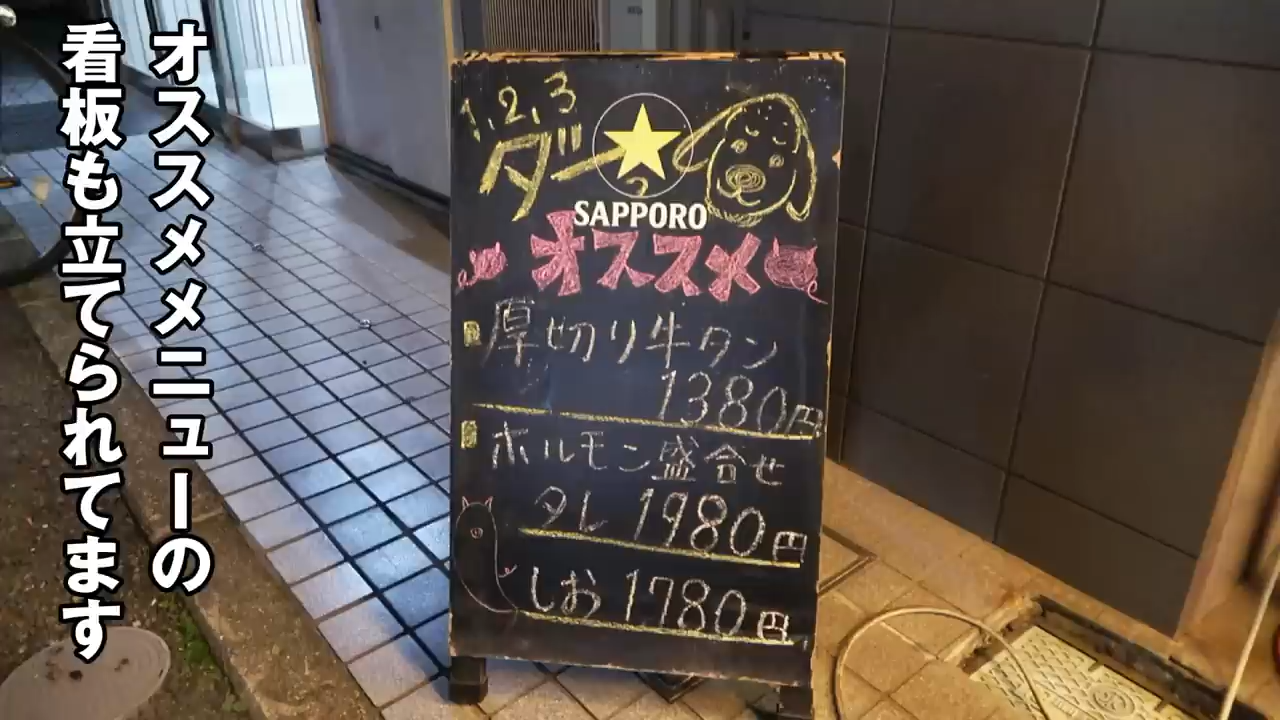 オススメメニューの
看板も立てられてます
1,2,3
ダー
SAPPORO
オススメ
厚切り牛タン
1380円
ホルモン盛合せ
タレ 1980円
しお 1780円